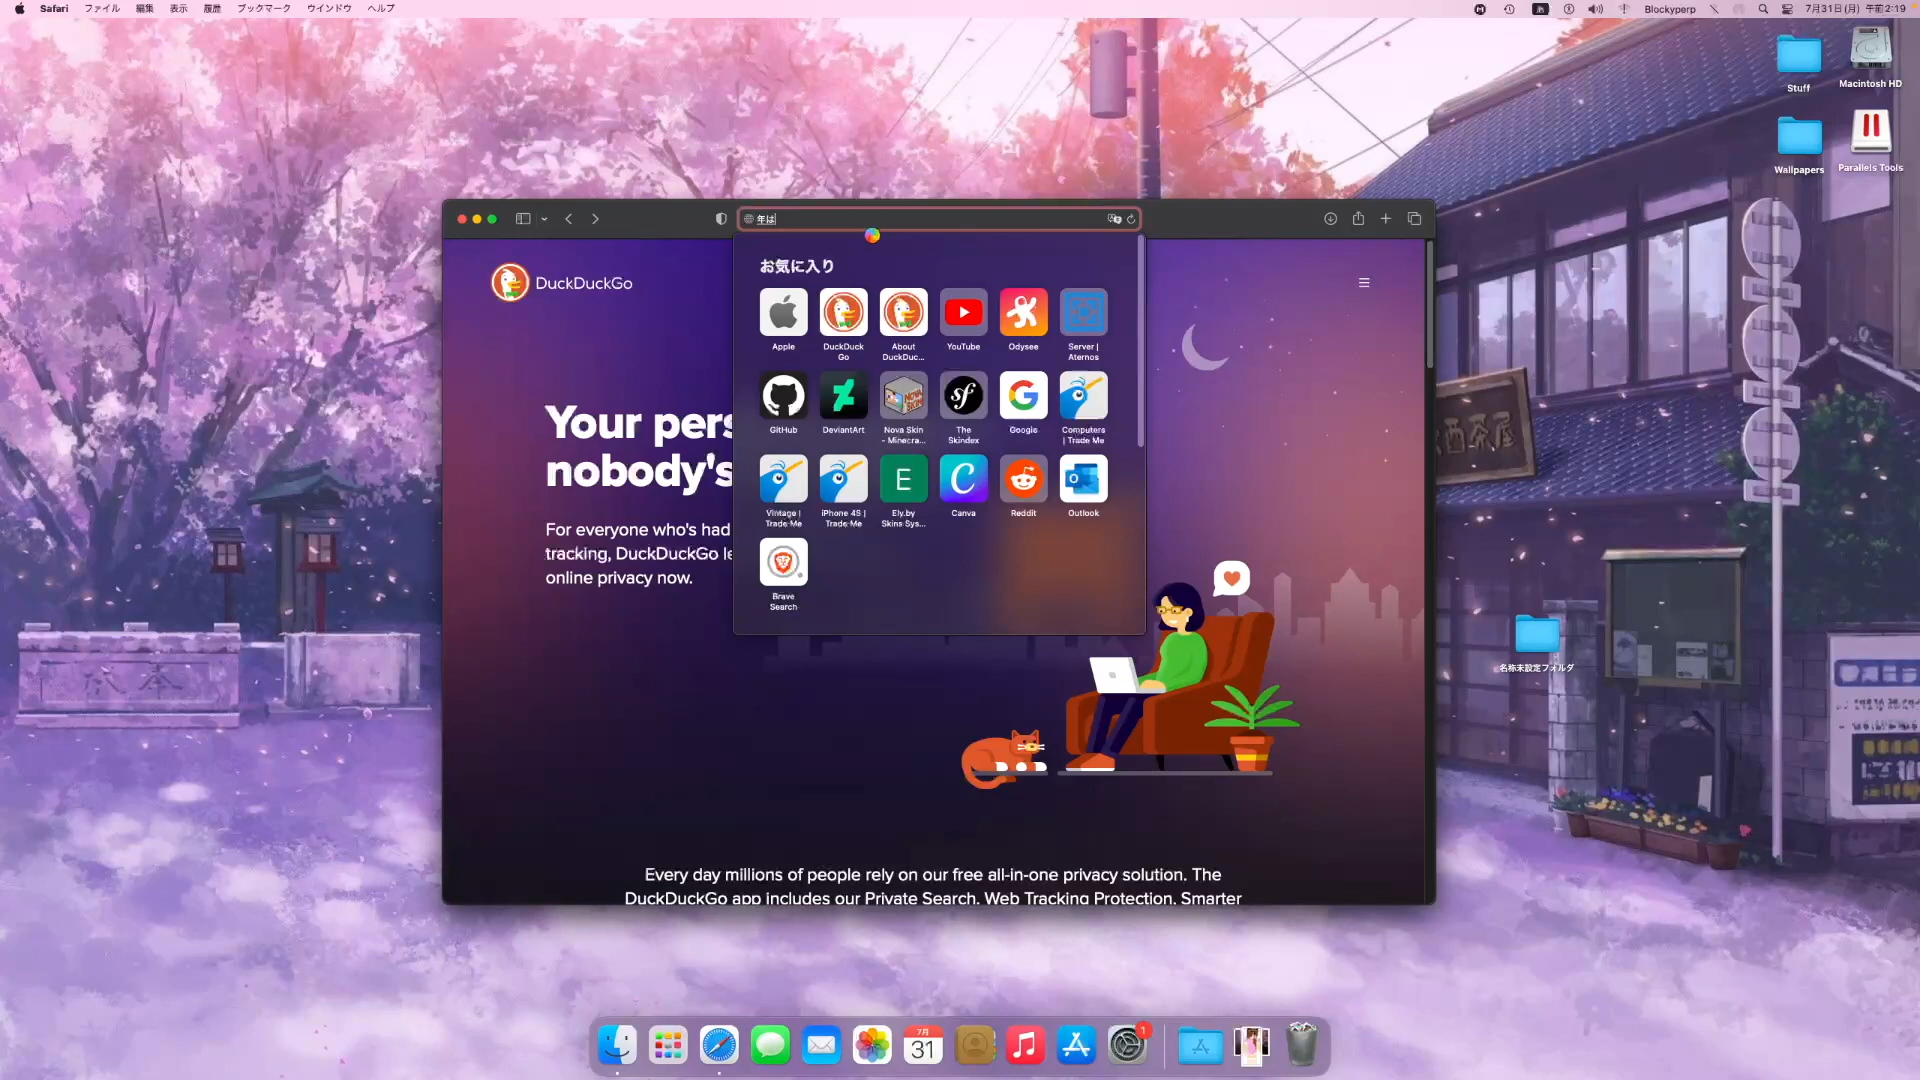 Safari ファイル 編集 表示 履歴 ブックマーク ウインドウ ヘルプ
あ Blockyperp 7月31日(月) 午前2:19
Stuff
Macintosh HD
Wallpapers
Parallels Tools
年は
DuckDuckGo
お気に入り
Apple
DuckDuck Go
About DuckDuc...
YouTube
Odysee
Server | Aternos
GitHub
DeviantArt
Nova Skin - Minecra...
The Skindex
Google
Computers | Trade Me
Vintage | Trade Me
iPhone 4S | Trade Me
E
Ely.by Skins Sys...
Canva
Reddit
Outlook
Brave Search
Your pers
nobody's
For everyone who's had
tracking, DuckDuckGo le
online privacy now.
名称未設定フォルダ
Every day millions of people rely on our free all-in-one privacy solution. The
DuckDuckGo app includes our Private Search, Web Tracking Protection, Smarter
7月
31
1